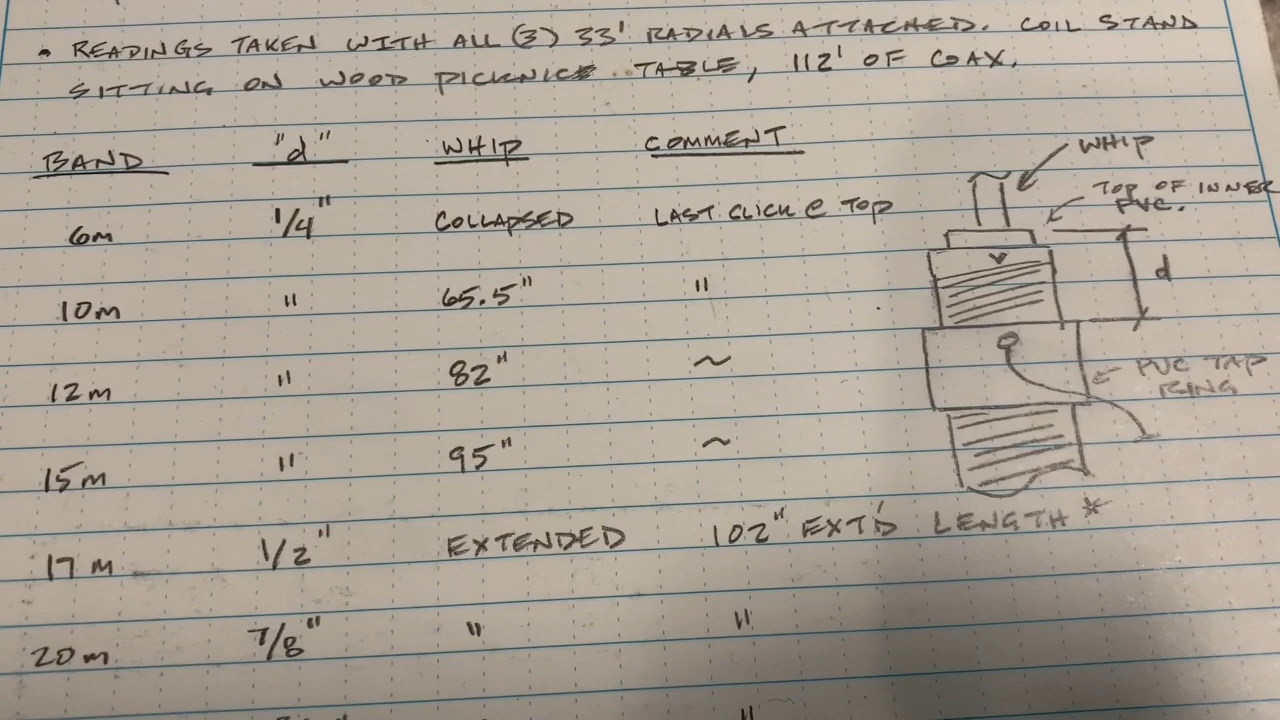 • READINGS TAKEN WITH ALL (3) 33' RADIALS ATTACHED. COIL STAND
SITTING ON WOOD PICKNICK TABLE, 112' OF COAX.
BAND "d" WHIP COMMENT
6m 1/4" COLLAPSED LAST CLICK @ TOP
10m " 65.5" "
12m " 82" ~
15m " 95" ~
17m 1/2" EXTENDED 102" EXT'D LENGTH *
20m 7/8" " "
"
WHIP
TOP OF INNER
PVC.
d
PVC TAP
RING